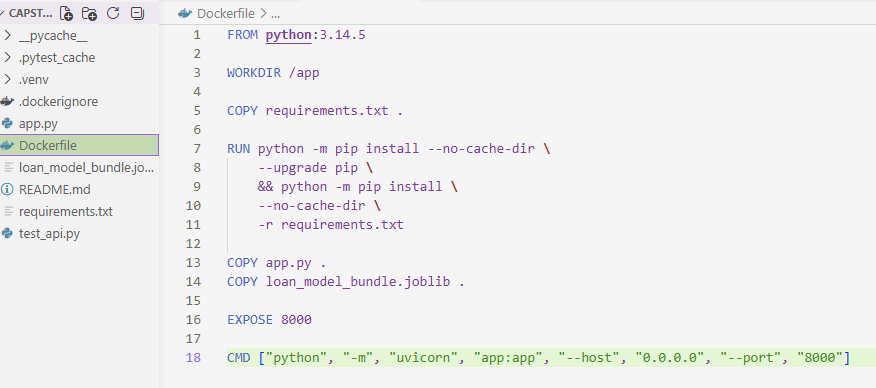 CAPST...
__pycache__
.pytest_cache
.venv
.dockerignore
app.py
Dockerfile
loan_model_bundle.jo...
README.md
requirements.txt
test_api.py
Dockerfile > ...
1 FROM python:3.14.5
2
3 WORKDIR /app
4
5 COPY requirements.txt .
6
7 RUN python -m pip install --no-cache-dir \
8 --upgrade pip \
9 && python -m pip install \
10 --no-cache-dir \
11 -r requirements.txt
12
13 COPY app.py .
14 COPY loan_model_bundle.joblib .
15
16 EXPOSE 8000
17
18 CMD ["python", "-m", "uvicorn", "app:app", "--host", "0.0.0.0", "--port", "8000"]